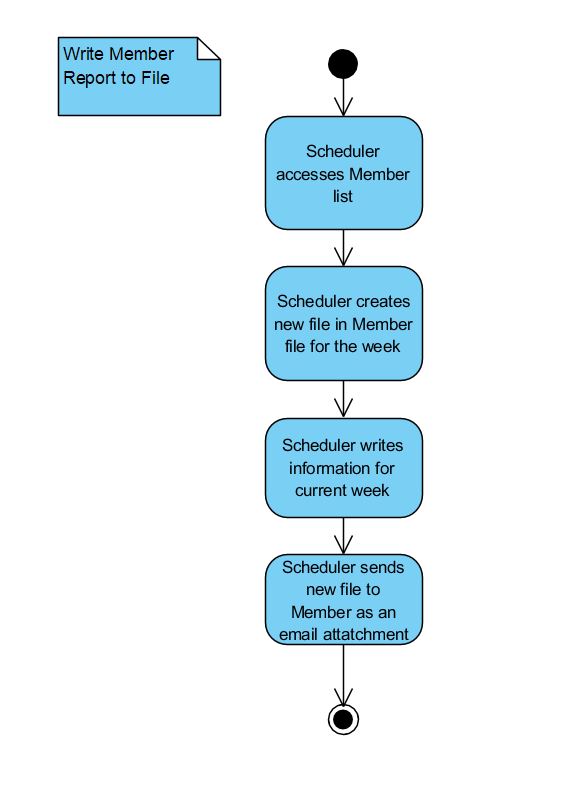 Write Member
Report to File
Scheduler
accesses Member
list
Scheduler creates
new file in Member
file for the week
Scheduler writes
information for
current week
Scheduler sends
new file to
Member as an
email attatchment